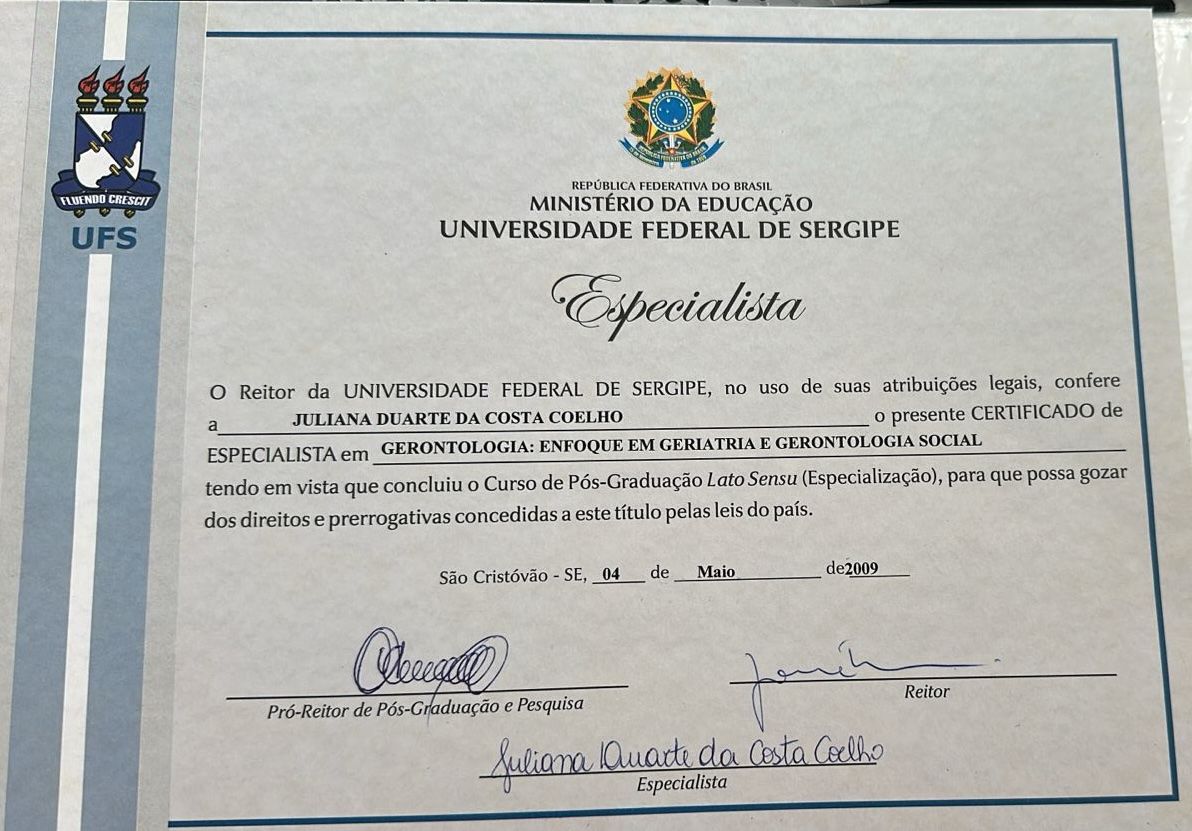 FLUENDO CRESCIT
UFS
REPÚBLICA FEDERATIVA DO BRASIL
MINISTÉRIO DA EDUCAÇÃO
UNIVERSIDADE FEDERAL DE SERGIPE
Especialista
O Reitor da UNIVERSIDADE FEDERAL DE SERGIPE, no uso de suas atribuições legais, confere
a JULIANA DUARTE DA COSTA COELHO o presente CERTIFICADO de
ESPECIALISTA em GERONTOLOGIA: ENFOQUE EM GERIATRIA E GERONTOLOGIA SOCIAL
tendo em vista que concluiu o Curso de Pós-Graduação Lato Sensu (Especialização), para que possa gozar
dos direitos e prerrogativas concedidas a este título pelas leis do país.
São Cristóvão - SE, 04 de Maio de 2009
Pró-Reitor de Pós-Graduação e Pesquisa
Reitor
Juliana Duarte da Costa Coelho
Especialista